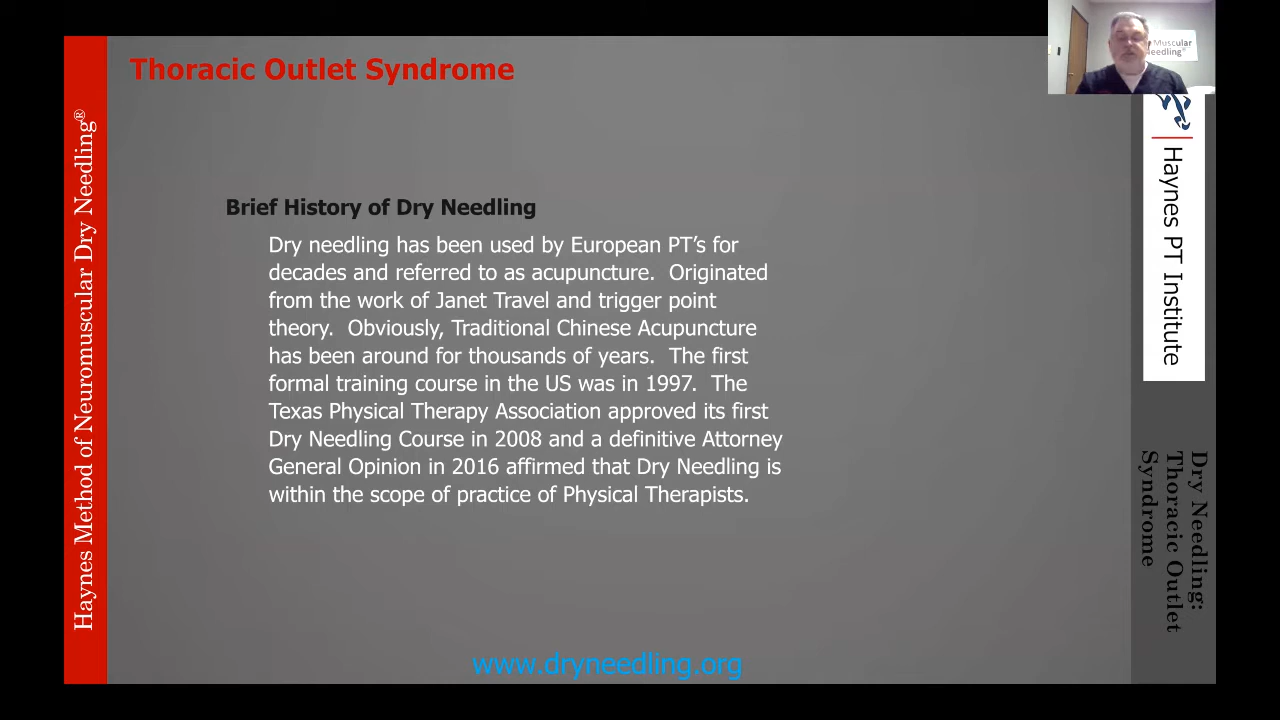 Thoracic Outlet Syndrome
Haynes Method of Neuromuscular Dry Needling®
Brief History of Dry Needling
Dry needling has been used by European PT’s for
decades and referred to as acupuncture.  Originated
from the work of Janet Travel and trigger point
theory.  Obviously, Traditional Chinese Acupuncture
has been around for thousands of years.  The first
formal training course in the US was in 1997.  The
Texas Physical Therapy Association approved its first
Dry Needling Course in 2008 and a definitive Attorney
General Opinion in 2016 affirmed that Dry Needling is
within the scope of practice of Physical Therapists.
www.dryneedling.org
Muscular
Needling®
Haynes PT Institute
Dry Needling:
Thoracic Outlet
Syndrome